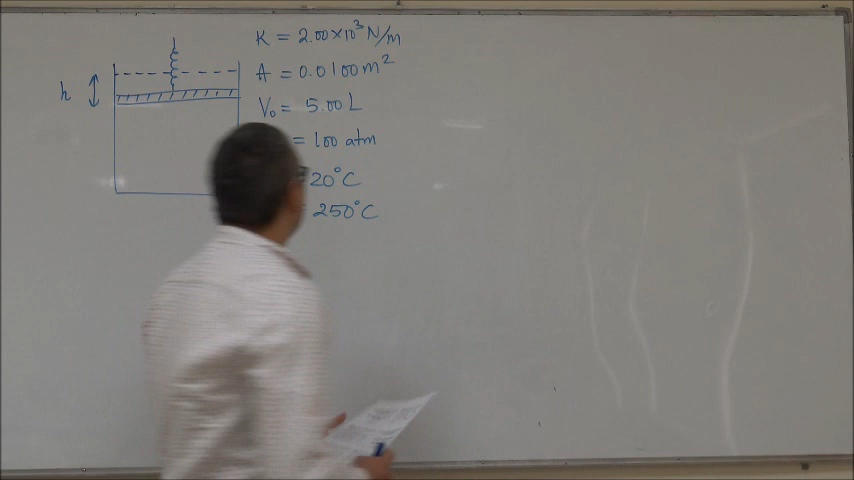 h
K = 2.00×10³ N/m
A = 0.0100 m²
V₀ = 5.00 L
= 1.00 atm
20°C
250°C